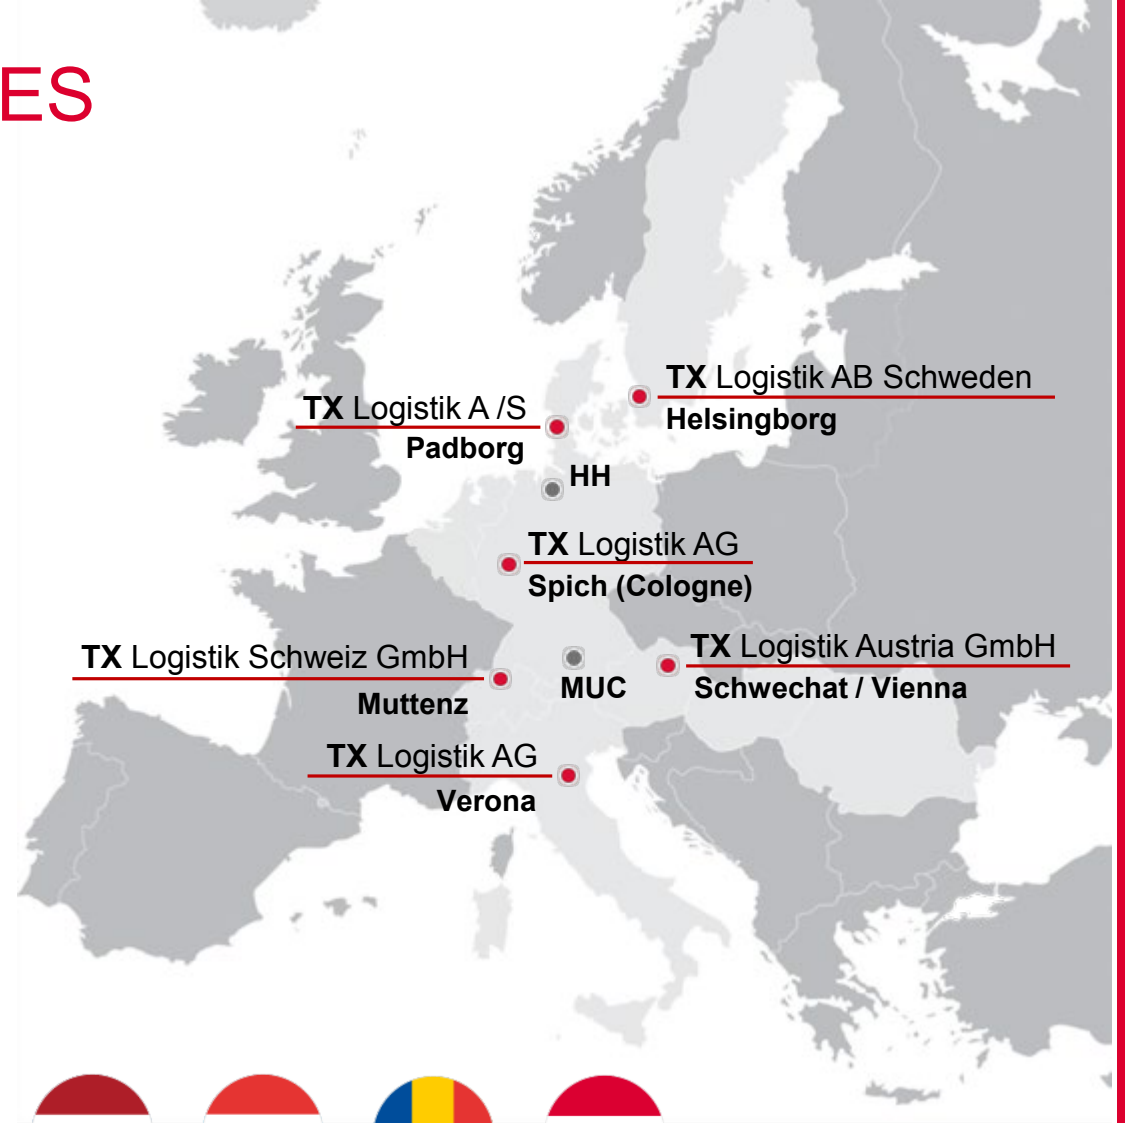 ES
TX Logistik AB Schweden
Helsingborg
TX Logistik A /S
Padborg
HH
TX Logistik AG
Spich (Cologne)
TX Logistik Schweiz GmbH
Muttenz
MUC
TX Logistik Austria GmbH
Schwechat / Vienna
TX Logistik AG
Verona